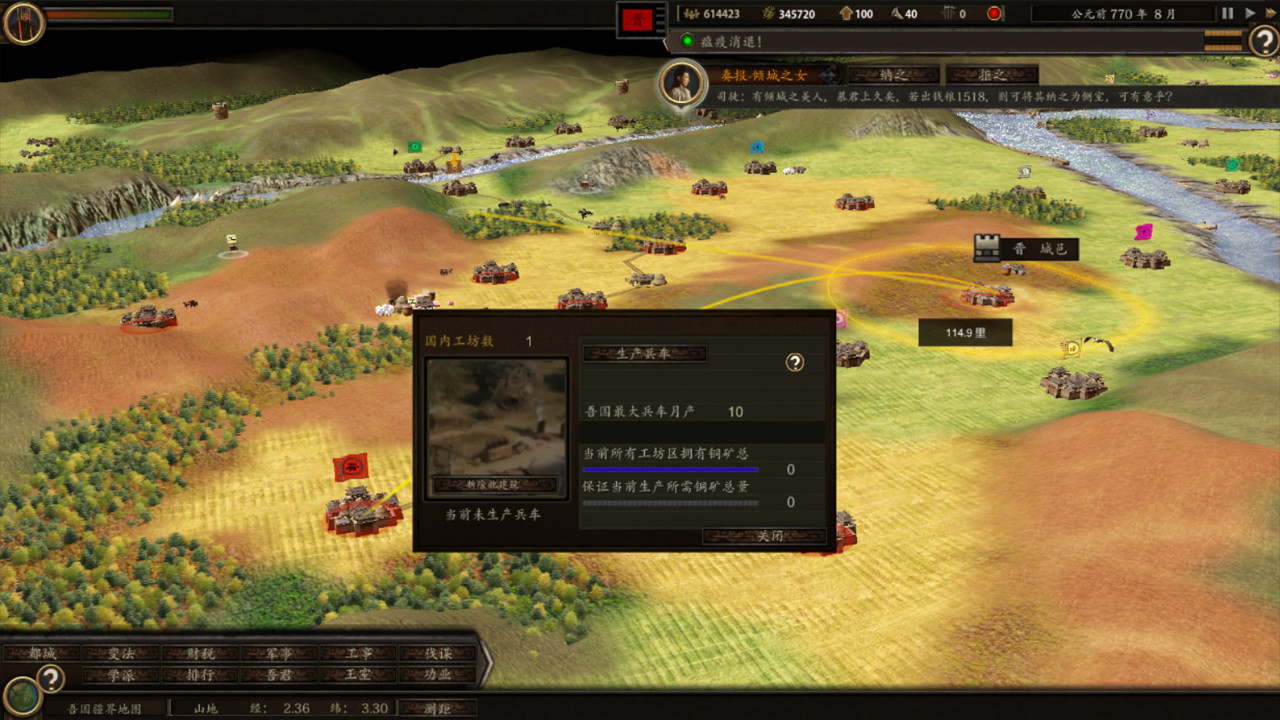 晋
614423
345720
100
40
0
公元前 770 年 8 月
瘟疫消退！
奏报·倾城之女
纳之
拒之
司徒：有倾城之美人，慕君上久矣，若出钱粮1518，则可将其纳之为侧室，可有意乎？
晋 城邑
114.9 里
国内工坊数 1
生产兵车
吾国最大兵车月产 10
当前所有工坊区拥有铜矿总
0
保证当前生产所需铜矿总量
0
拆除此建筑
当前未生产兵车
关闭
都城
变法
财税
军事
工事
伐谋
学派
排行
吾君
王室
功业
吾国疆界地图
山地
经： 2.36
纬： 3.30
测距